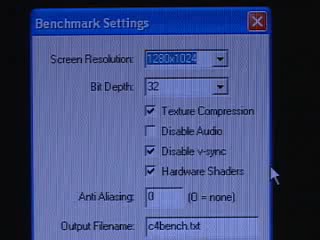 Benchmark Settings
Screen Resolution: 1280x1024
Bit Depth: 32
Texture Compression
Disable Audio
Disable v-sync
Hardware Shaders
Anti Aliasing: 0 (0 = none)
Output Filename: c4bench.txt